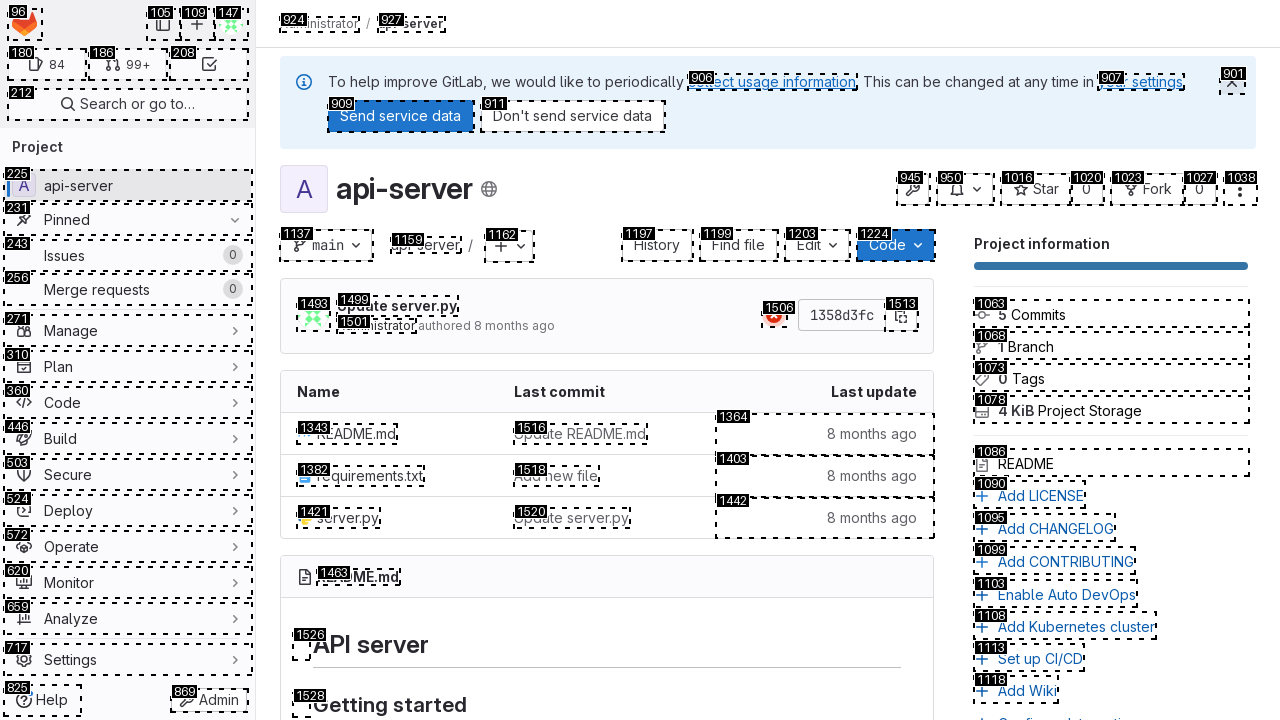 96
105
109
147
180
84
186
99+
208
212
Search or go to…
Project
225
A
api-server
231
Pinned
243
Issues
0
256
Merge requests
0
271
Manage
310
Plan
360
Code
446
Build
503
Secure
524
Deploy
572
Operate
620
Monitor
659
Analyze
717
Settings
825
Help
869
Admin
924
administrator
/
927
api-server
To help improve GitLab, we would like to periodically
906
collect usage information
. This can be changed at any time in
907
your settings
.
901
909
Send service data
911
Don't send service data
A
api-server
945
950
1016
Star
1020
0
1023
Fork
1027
0
1038
1137
main
1159
api-server
/
1162
1197
History
1199
Find file
1203
Edit
1224
Code
1493
1499
Update server.py
1501
administrator
authored 8 months ago
1506
1358d3fc
1513
Name
Last commit
Last update
1343
README.md
1516
Update README.md
1364
8 months ago
1382
requirements.txt
1518
Add new file
1403
8 months ago
1421
server.py
1520
Update server.py
1442
8 months ago
1463
README.md
1526
API server
1528
Getting started
Project information
1063
5 Commits
1068
1 Branch
1073
0 Tags
1078
4 KiB Project Storage
1086
README
1090
Add LICENSE
1095
Add CHANGELOG
1099
Add CONTRIBUTING
1103
Enable Auto DevOps
1108
Add Kubernetes cluster
1113
Set up CI/CD
1118
Add Wiki